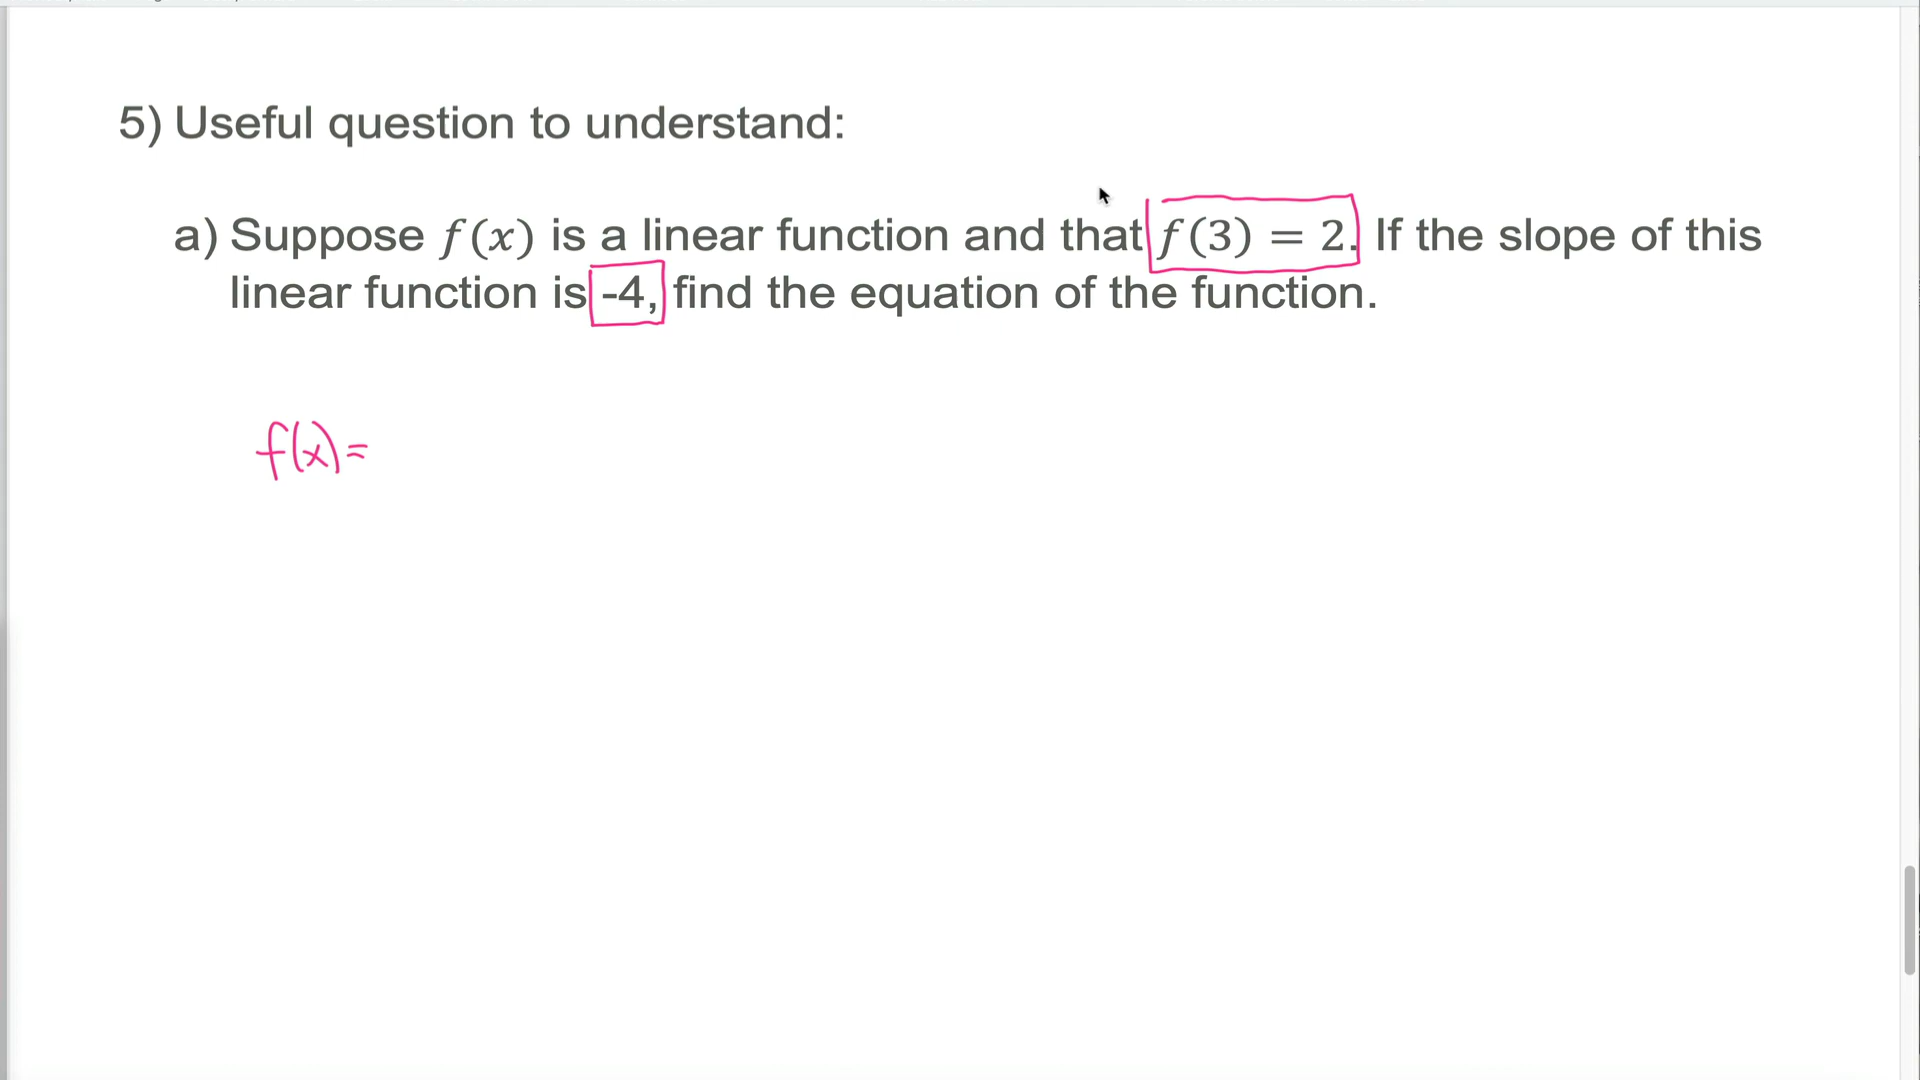 5) Useful question to understand:
a) Suppose f(x) is a linear function and that f(3) = 2. If the slope of this
linear function is -4, find the equation of the function.
f(x)=